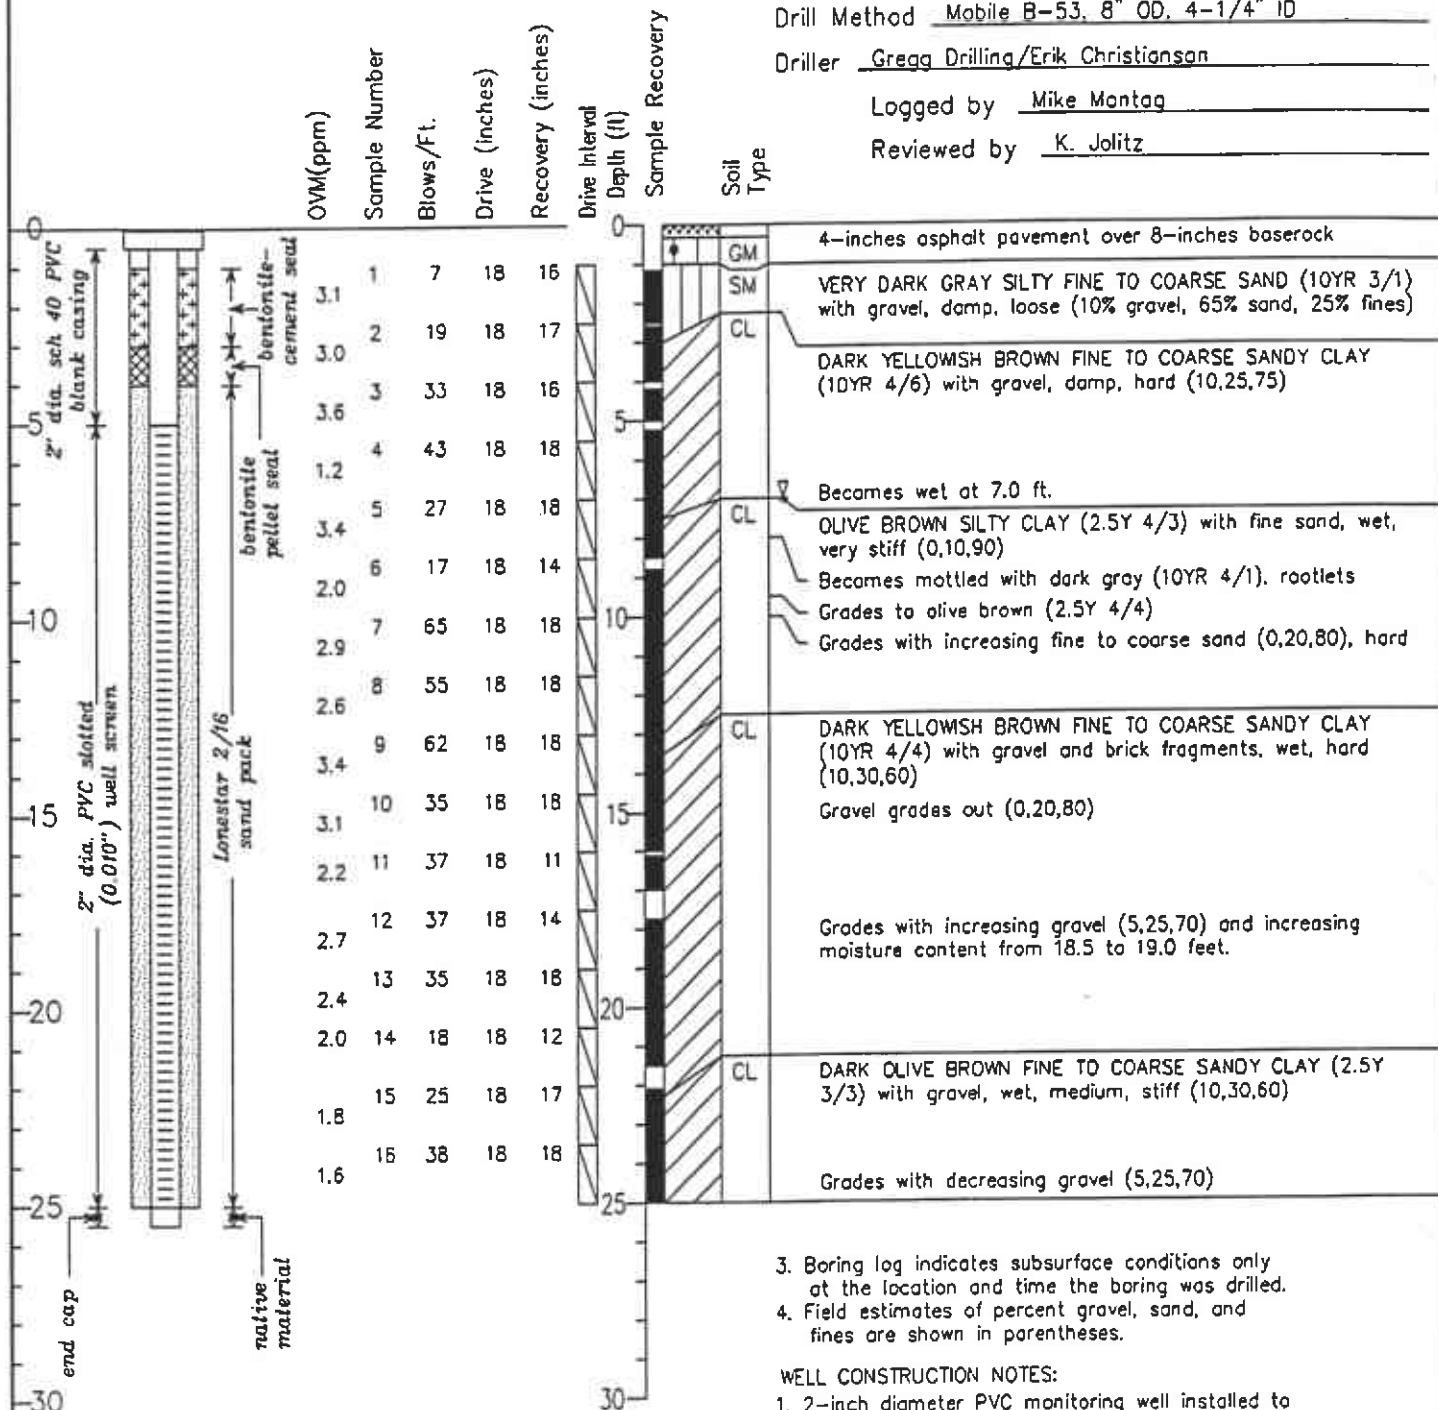 Drill Method Mobile B-53, 8" OD, 4-1/4" ID
Driller Gregg Drilling/Erik Christianson
Logged by Mike Montag
Reviewed by K. Jolitz
OVM(ppm)
Sample Number
Blows/Ft.
Drive (inches)
Recovery (inches)
Drive Interval
Depth (ft)
Sample Recovery
Soil
Type
0
5
10
15
20
25
30
2" dia. sch 40 PVC
blank casing
bentonite-
cement seal
bentonite
pellet seal
2" dia. PVC slotted
(0.010") well screen
Lonestar 2/16
sand pack
end cap
native
material
1 7 18 16
3.1
2 19 18 17
3.0
3 33 18 16
3.6
4 43 18 18
1.2
5 27 18 18
3.4
6 17 18 14
2.0
7 65 18 18
2.9
8 55 18 18
2.6
9 62 18 18
3.4
10 35 18 18
3.1
11 37 18 11
2.2
12 37 18 14
2.7
13 35 18 18
2.4
2.0 14 18 18 12
15 25 18 17
1.8
16 38 18 18
1.6
0
5
10
15
20
25
30
GM
SM
CL
CL
CL
CL
4-inches asphalt pavement over 8-inches baserock
VERY DARK GRAY SILTY FINE TO COARSE SAND (10YR 3/1)
with gravel, damp, loose (10% gravel, 65% sand, 25% fines)
DARK YELLOWISH BROWN FINE TO COARSE SANDY CLAY
(10YR 4/6) with gravel, damp, hard (10,25,75)
Becomes wet at 7.0 ft.
OLIVE BROWN SILTY CLAY (2.5Y 4/3) with fine sand, wet,
very stiff (0,10,90)
Becomes mottled with dark gray (10YR 4/1), rootlets
Grades to olive brown (2.5Y 4/4)
Grades with increasing fine to coarse sand (0,20,80), hard
DARK YELLOWISH BROWN FINE TO COARSE SANDY CLAY
(10YR 4/4) with gravel and brick fragments, wet, hard
(10,30,60)
Gravel grades out (0,20,80)
Grades with increasing gravel (5,25,70) and increasing
moisture content from 18.5 to 19.0 feet.
DARK OLIVE BROWN FINE TO COARSE SANDY CLAY (2.5Y
3/3) with gravel, wet, medium, stiff (10,30,60)
Grades with decreasing gravel (5,25,70)
3. Boring log indicates subsurface conditions only
at the location and time the boring was drilled.
4. Field estimates of percent gravel, sand, and
fines are shown in parentheses.
WELL CONSTRUCTION NOTES:
1. 2-inch diameter PVC monitoring well installed to